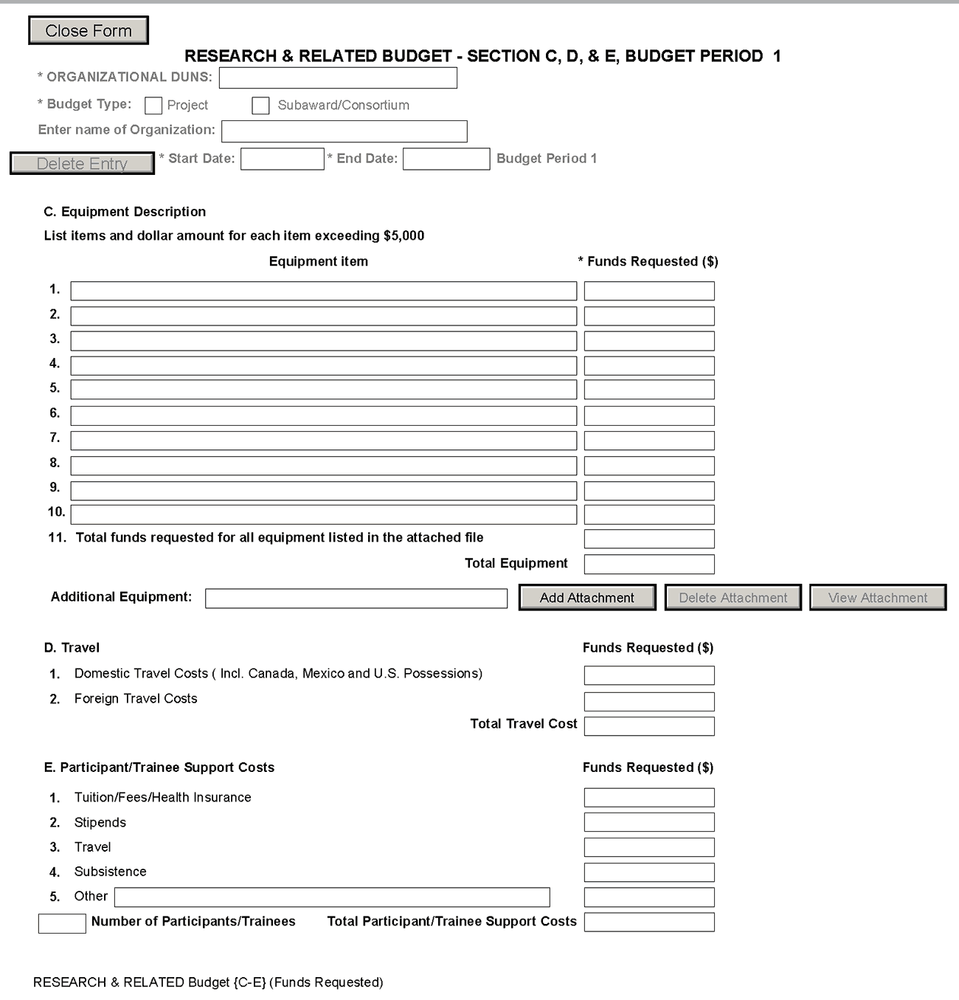 Close Form
RESEARCH & RELATED BUDGET - SECTION C, D, & E, BUDGET PERIOD 1
* ORGANIZATIONAL DUNS:
* Budget Type: Project Subaward/Consortium
Enter name of Organization:
Delete Entry * Start Date: * End Date: Budget Period 1
C. Equipment Description
List items and dollar amount for each item exceeding $5,000
Equipment item * Funds Requested ($)
1.
2.
3.
4.
5.
6.
7.
8.
9.
10.
11. Total funds requested for all equipment listed in the attached file
Total Equipment
Additional Equipment: Add Attachment Delete Attachment View Attachment
D. Travel Funds Requested ($)
1. Domestic Travel Costs ( Incl. Canada, Mexico and U.S. Possessions)
2. Foreign Travel Costs
Total Travel Cost
E. Participant/Trainee Support Costs Funds Requested ($)
1. Tuition/Fees/Health Insurance
2. Stipends
3. Travel
4. Subsistence
5. Other
Number of Participants/Trainees Total Participant/Trainee Support Costs
RESEARCH & RELATED Budget {C-E} (Funds Requested)